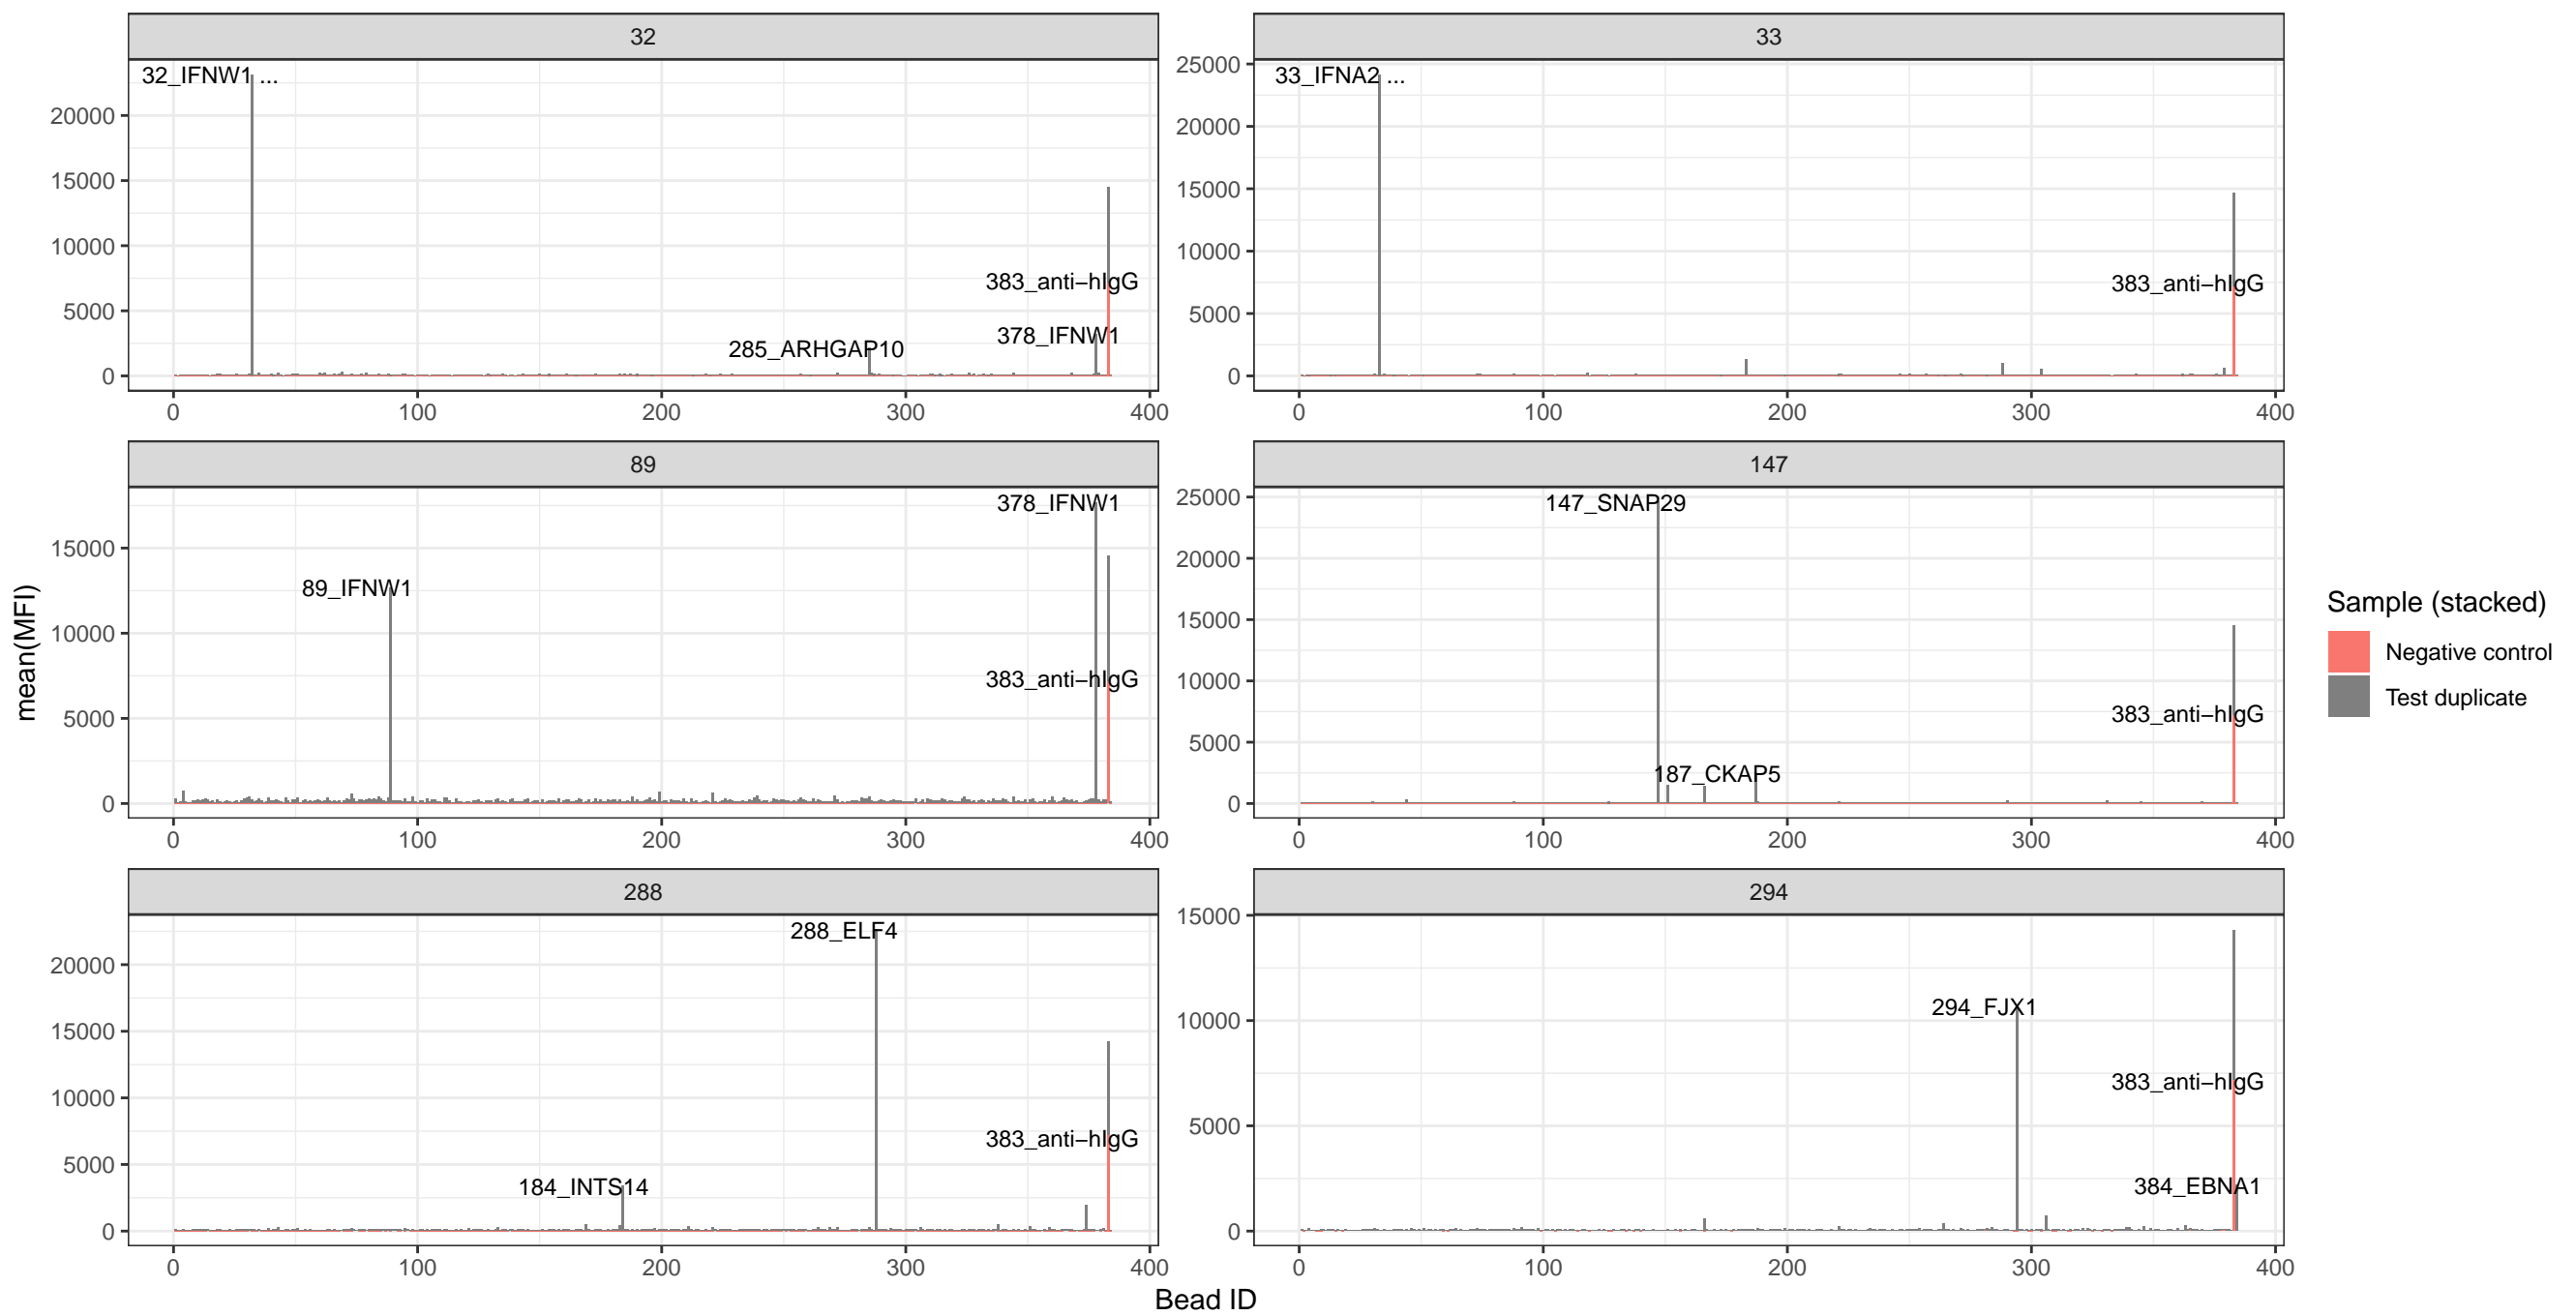 32
32_IFNW1 ...
383_anti−hIgG
378_IFNW1
285_ARHGAP10
20000
15000
10000
5000
0
0 100 200 300 400
33
33_IFNA2 ...
383_anti−hIgG
25000
20000
15000
10000
5000
0
0 100 200 300 400
89
378_IFNW1
89_IFNW1
383_anti−hIgG
15000
10000
5000
0
0 100 200 300 400
147
147_SNAP29
383_anti−hIgG
187_CKAP5
25000
20000
15000
10000
5000
0
0 100 200 300 400
288
288_ELF4
383_anti−hIgG
184_INTS14
20000
15000
10000
5000
0
0 100 200 300 400
294
294_FJX1
383_anti−hIgG
384_EBNA1
15000
10000
5000
0
0 100 200 300 400
mean(MFI)
Bead ID
Sample (stacked)
Negative control
Test duplicate